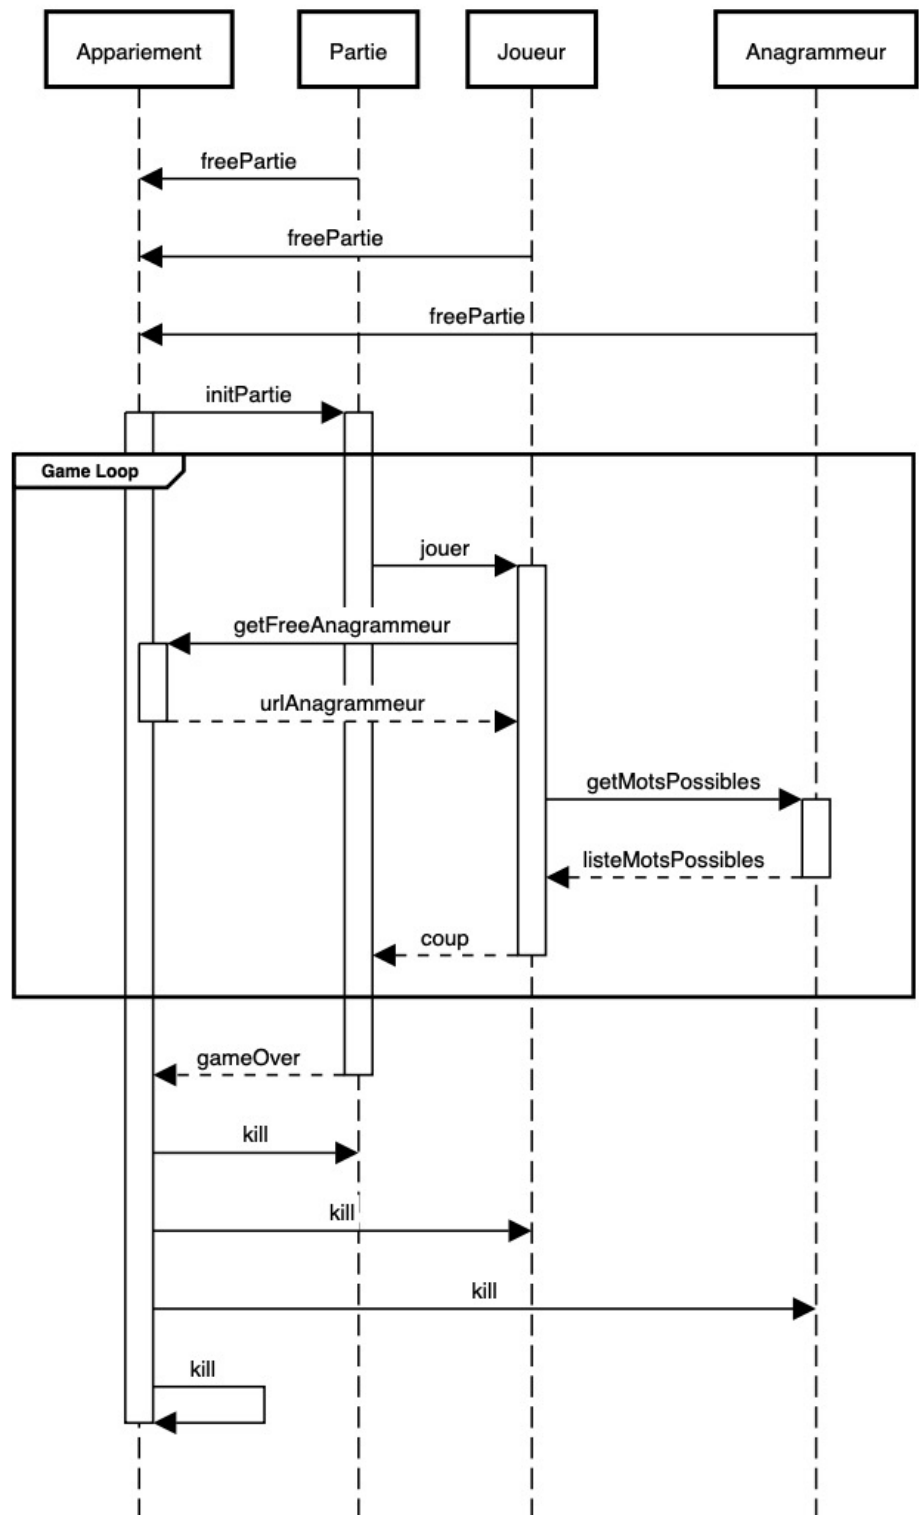 Appariement
Partie
Joueur
Anagrammeur
freePartie
freePartie
freePartie
initPartie
Game Loop
jouer
getFreeAnagrammeur
urlAnagrammeur
getMotsPossibles
listeMotsPossibles
coup
gameOver
kill
kill
kill
kill